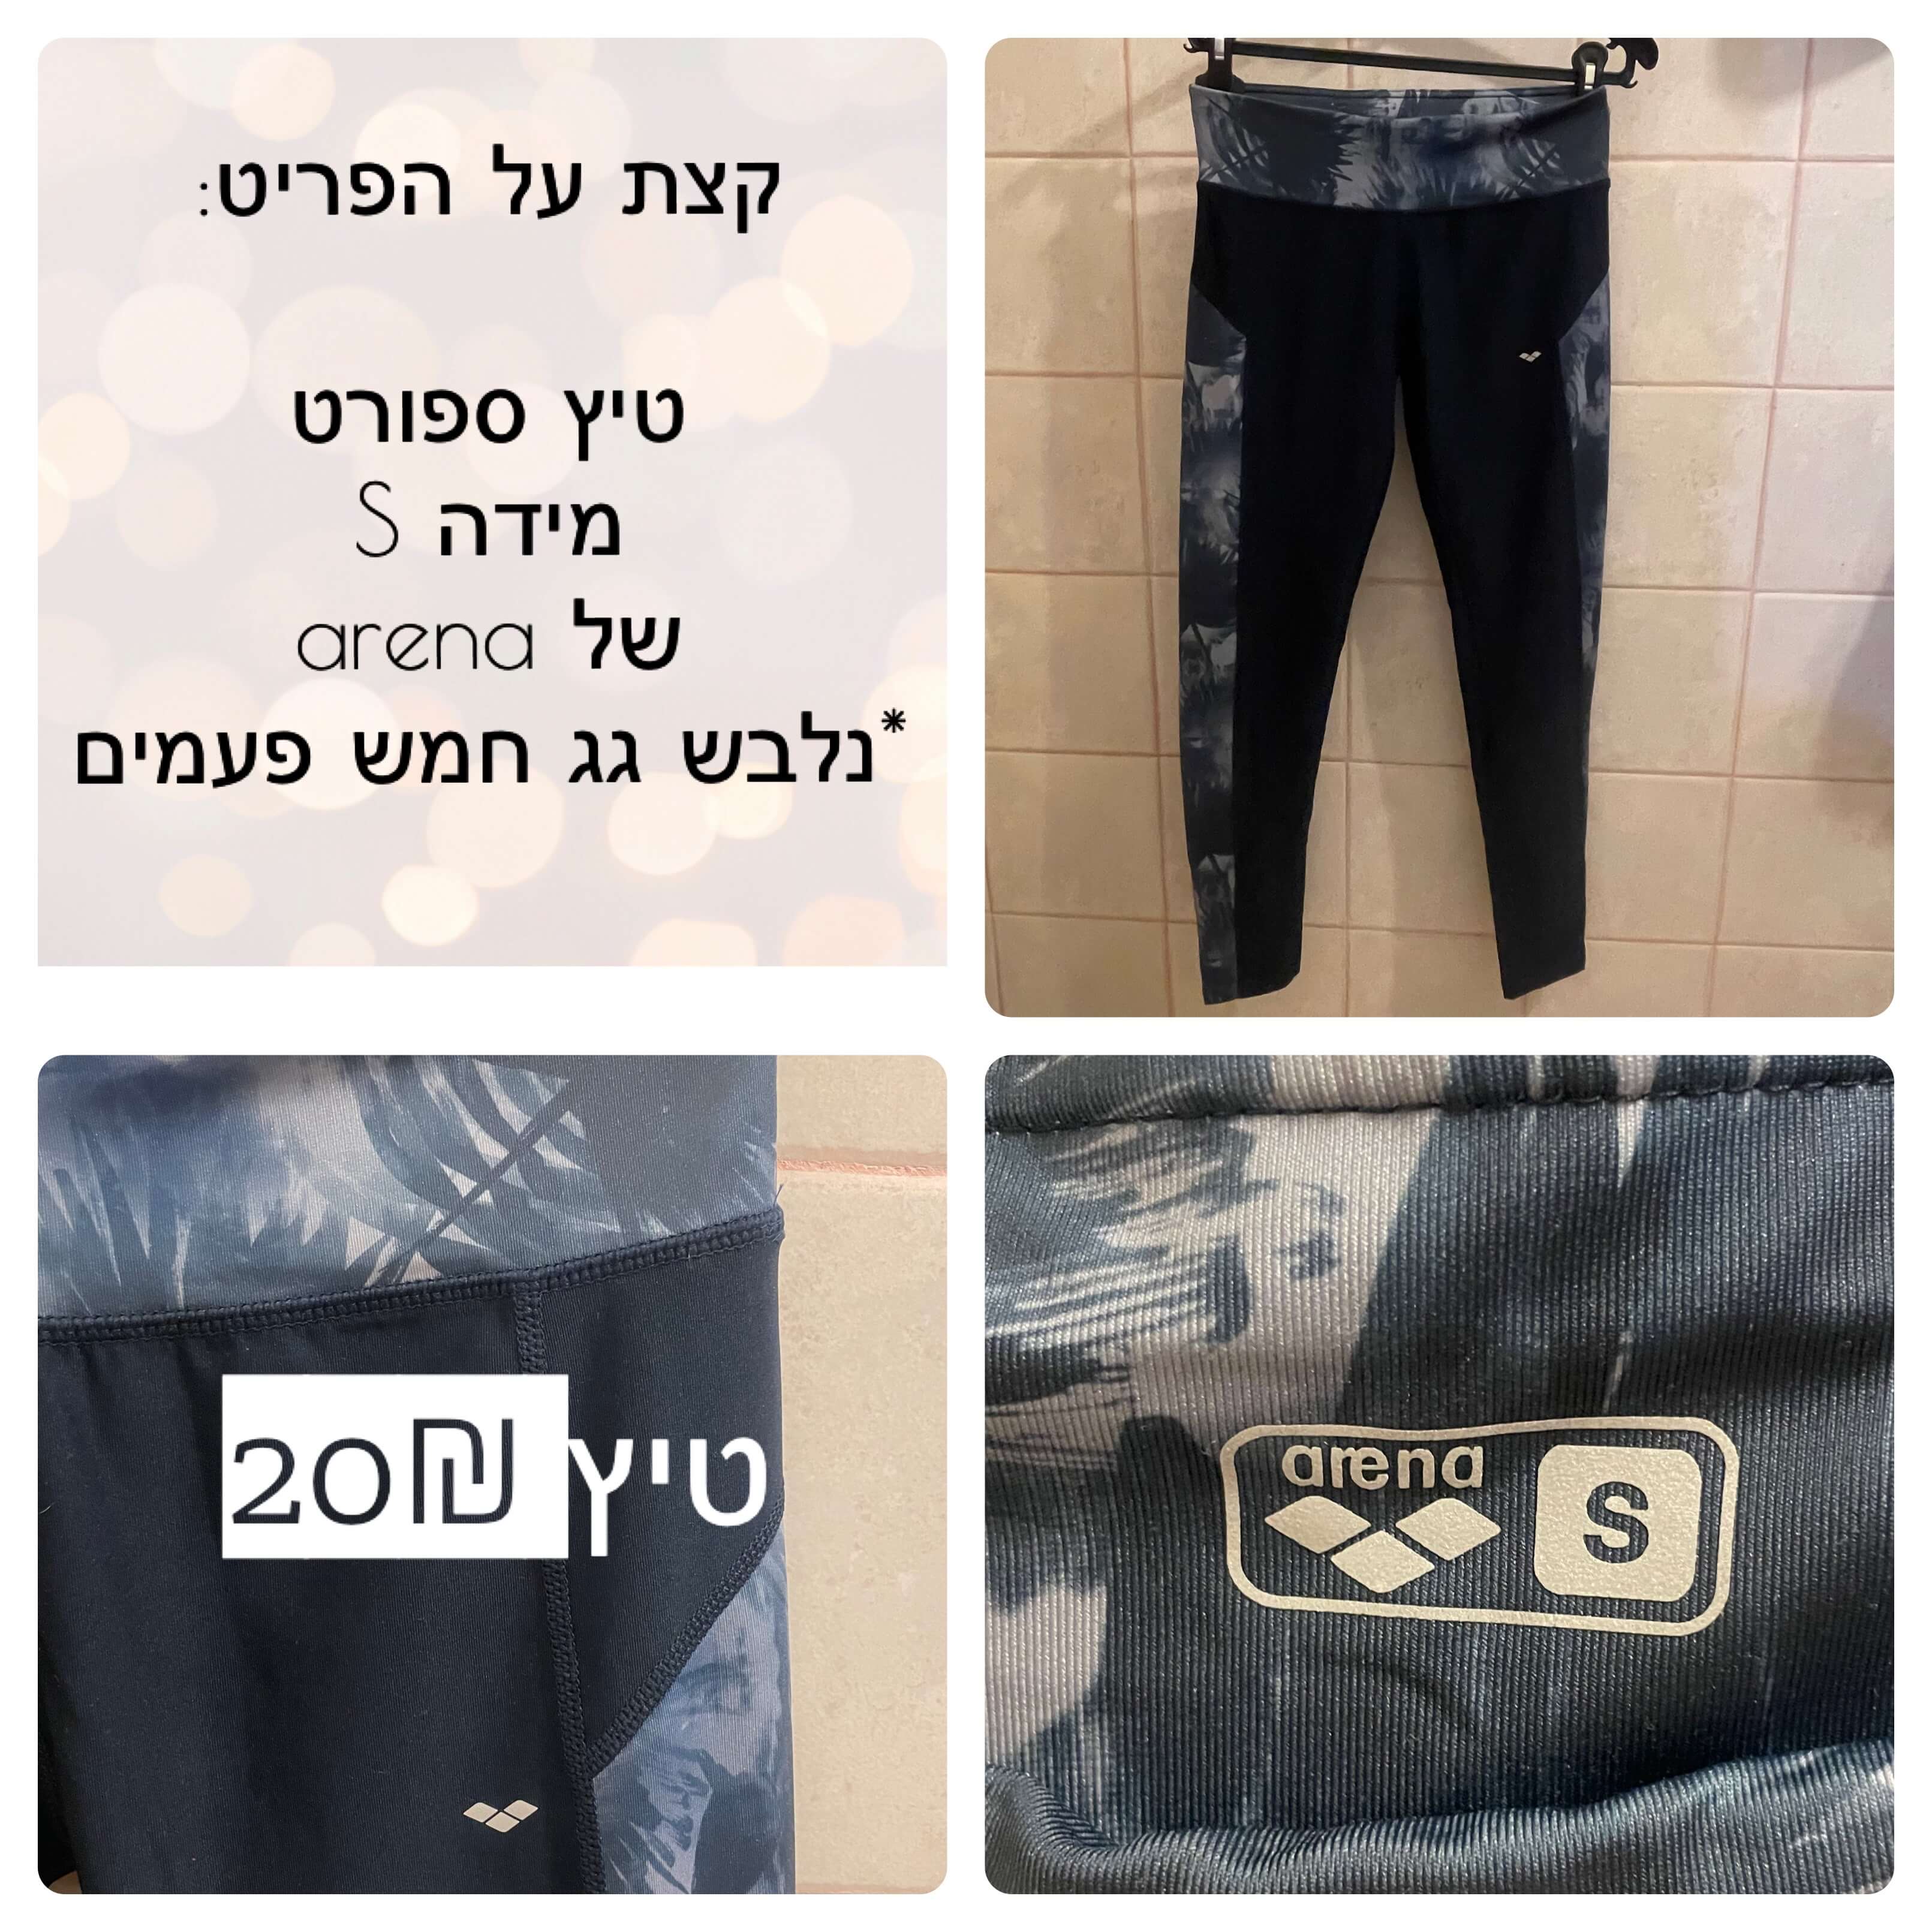 קצת על הפריט:
טיץ ספורט
מידה S
של arena
*נלבש גג חמש פעמים
טיץ ₪20
arena
S